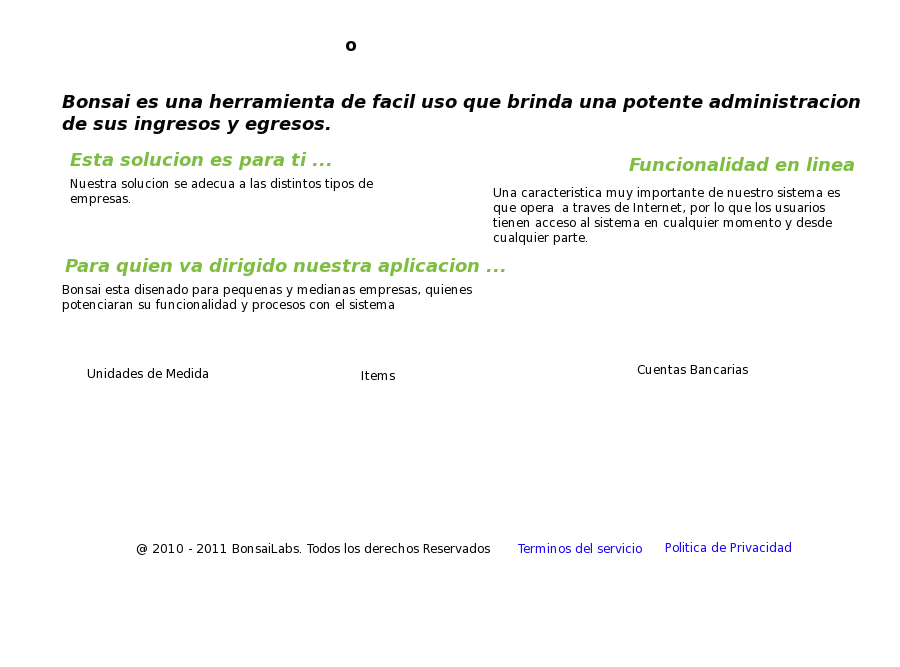 o
Bonsai es una herramienta de facil uso que brinda una potente administracion
de sus ingresos y egresos.
Esta solucion es para ti ...
Nuestra solucion se adecua a las distintos tipos de
empresas.
Funcionalidad en linea
Una caracteristica muy importante de nuestro sistema es
que opera  a traves de Internet, por lo que los usuarios
tienen acceso al sistema en cualquier momento y desde
cualquier parte.
Para quien va dirigido nuestra aplicacion ...
Bonsai esta disenado para pequenas y medianas empresas, quienes
potenciaran su funcionalidad y procesos con el sistema
Unidades de Medida
Items
Cuentas Bancarias
@ 2010 - 2011 BonsaiLabs. Todos los derechos Reservados
Terminos del servicio
Politica de Privacidad